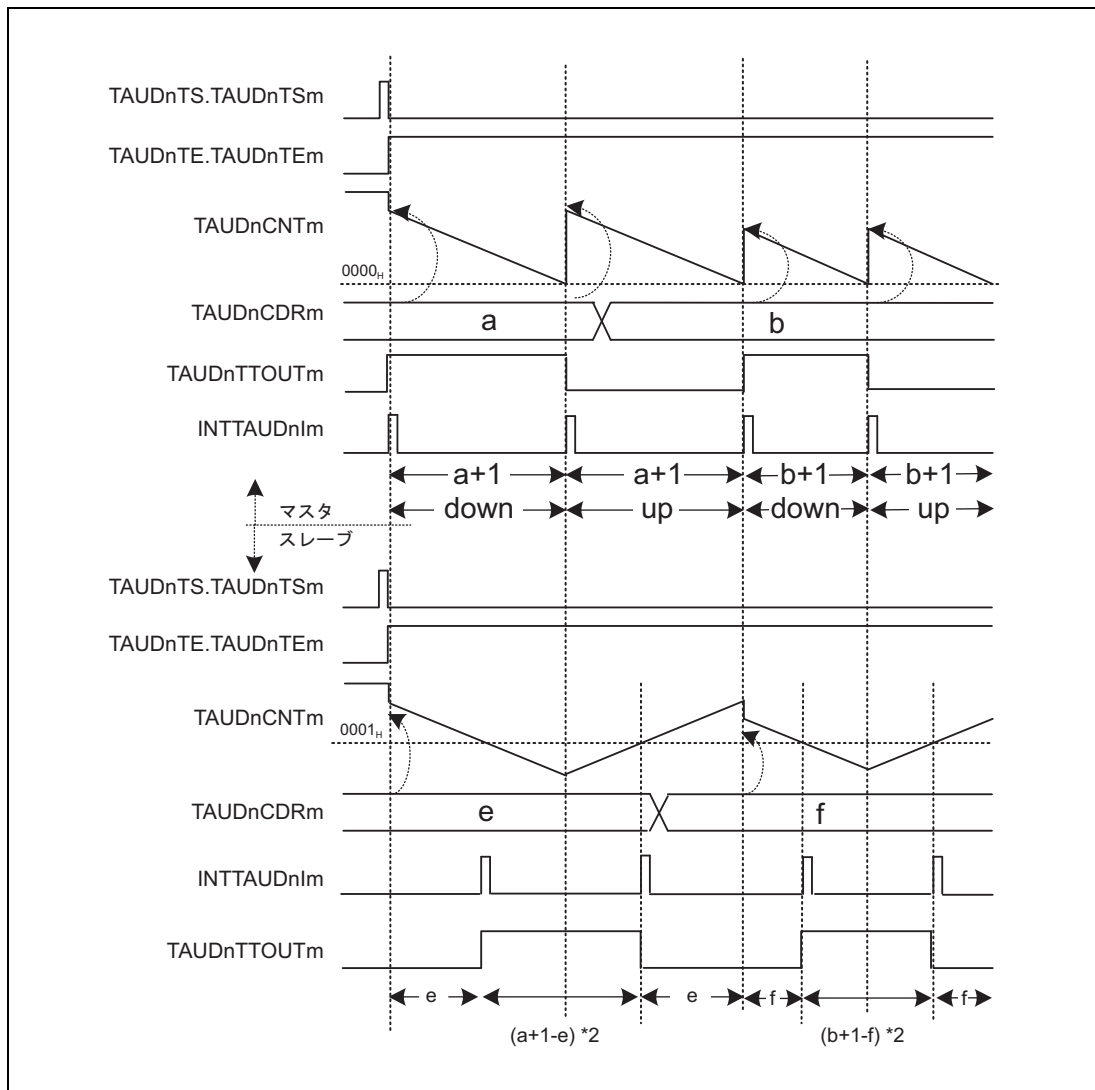 TAUDnTS.TAUDnTSm
TAUDnTE.TAUDnTEm
TAUDnCNTm
0000H
TAUDnCDRm
a
b
TAUDnTTOUTm
INTTAUDnIm
a+1 a+1 b+1 b+1
down up down up
マスタ
スレーブ
TAUDnTS.TAUDnTSm
TAUDnTE.TAUDnTEm
TAUDnCNTm
0001H
TAUDnCDRm
e
f
INTTAUDnIm
TAUDnTTOUTm
e e f f
(a+1-e) *2 (b+1-f) *2